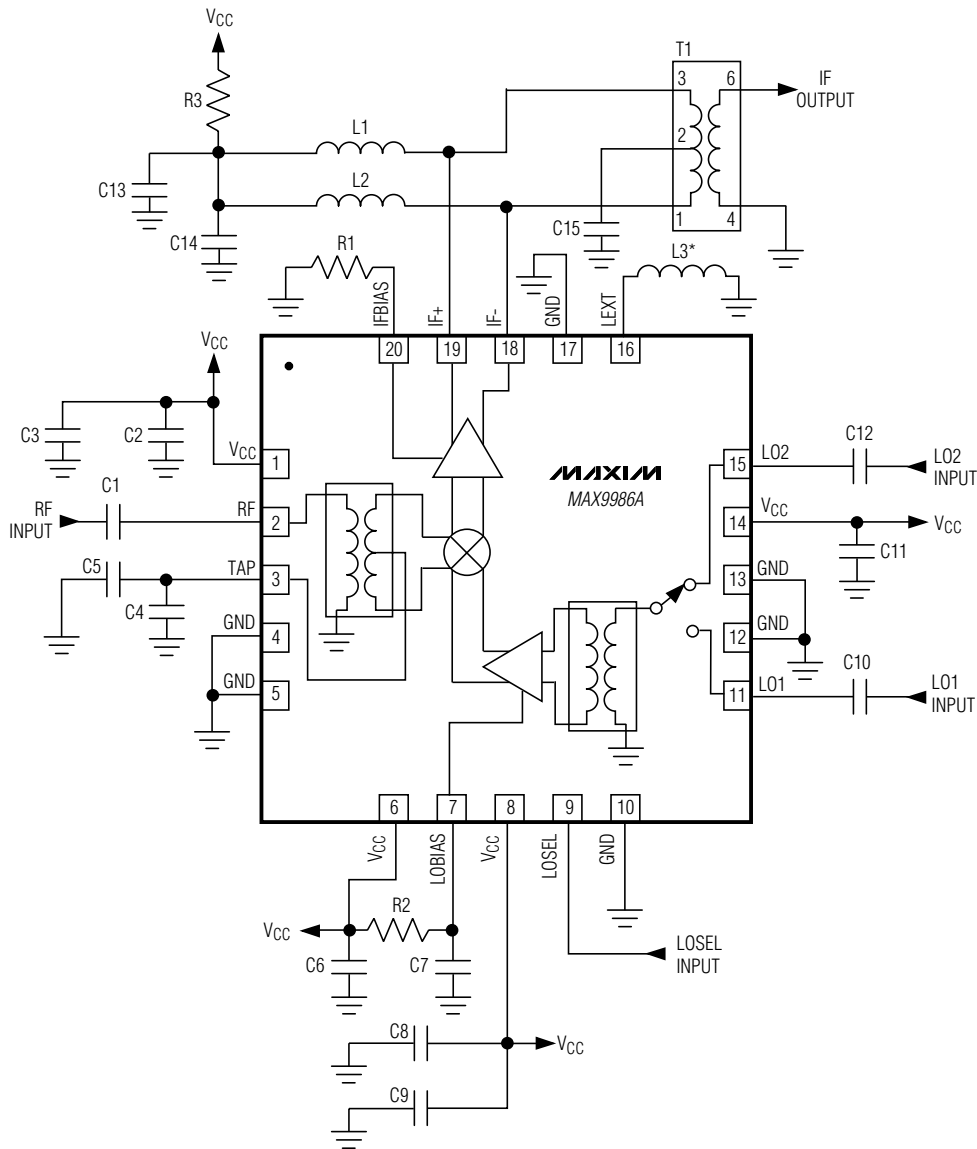 VCC
R3
C13
C14
L1
L2
T1
3
6
2
1
4
IF
OUTPUT
C15
R1
L3*
IFBIAS
IF+
IF-
GND
LEXT
20
19
18
17
16
VCC
C3
C2
VCC
1
C1
RF
INPUT
RF
2
C5
TAP
3
C4
GND
4
GND
5
MAXIM
MAX9986A
15
LO2
C12
LO2
INPUT
14
VCC
VCC
C11
13
GND
12
GND
11
LO1
C10
LO1
INPUT
6
7
8
9
10
VCC
LOBIAS
VCC
LOSEL
GND
VCC
R2
C6
C7
LOSEL
INPUT
C8
VCC
C9